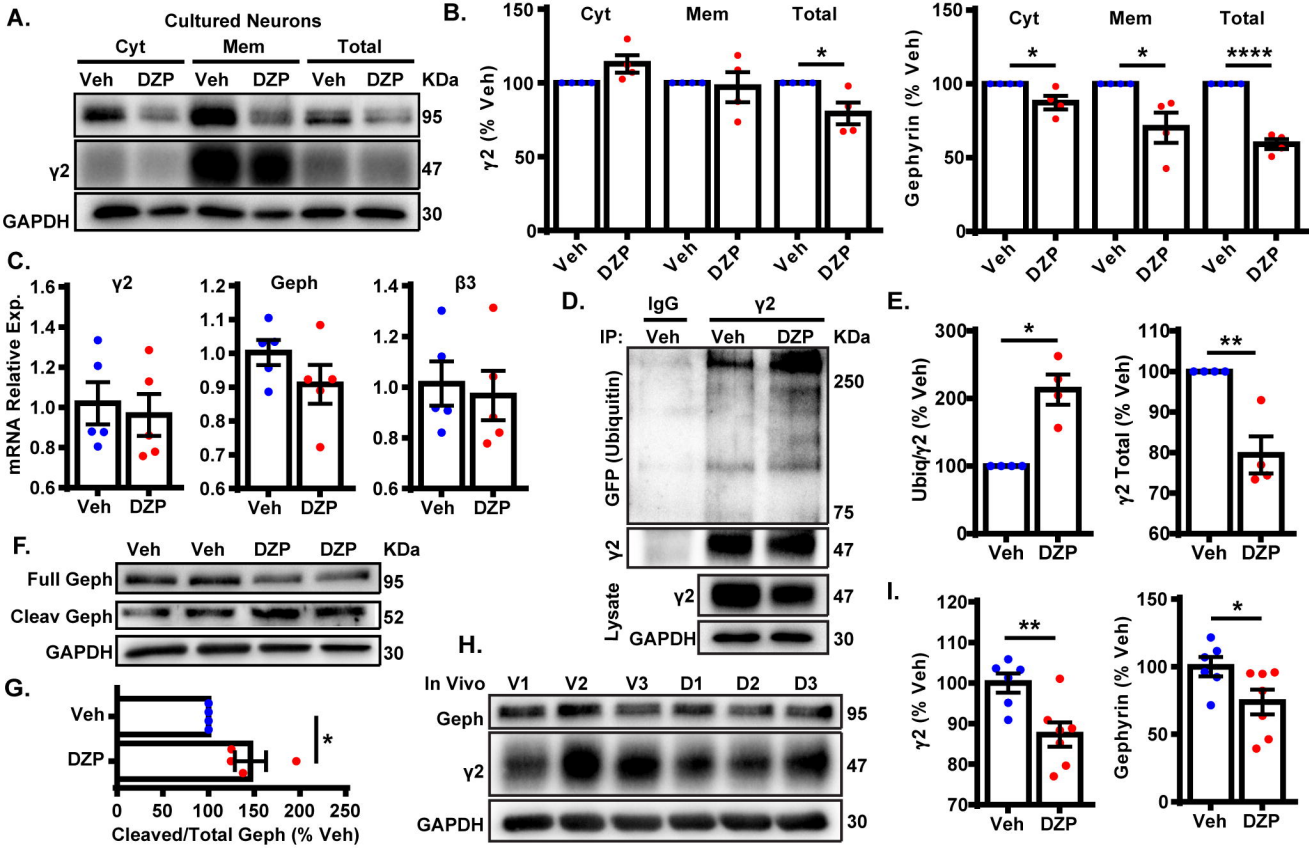 A.
Cultured Neurons
Cyt Mem Total
Veh DZP Veh DZP Veh DZP KDa
95
γ2 47
GAPDH 30
B.
γ2 (% Veh)
150
100
50
0
Cyt Mem Total
*
Veh DZP Veh DZP Veh DZP
Gephyrin (% Veh)
150
100
50
0
Cyt Mem Total
* * ****
Veh DZP Veh DZP Veh DZP
C.
mRNA Relative Exp.
γ2
1.6
1.4
1.2
1.0
0.8
0.6
Veh DZP
Geph
1.2
1.1
1.0
0.9
0.8
0.7
0.6
Veh DZP
β3
1.4
1.2
1.0
0.8
0.6
Veh DZP
D.
IgG γ2
IP: Veh Veh DZP KDa
GFP (Ubiquitin)
250
75
γ2 47
Lysate
γ2 47
GAPDH 30
E.
Ubiq/γ2 (% Veh)
300
200
100
0
*
Veh DZP
γ2 Total (% Veh)
110
100
90
80
70
60
**
Veh DZP
F.
Veh Veh DZP DZP KDa
Full Geph 95
Cleav Geph 52
GAPDH 30
G.
Veh
DZP
*
0 50 100 150 200 250
Cleaved/Total Geph (% Veh)
H.
In Vivo V1 V2 V3 D1 D2 D3
Geph 95
γ2 47
GAPDH 30
I.
γ2 (% Veh)
120
110
100
90
80
70
**
Veh DZP
Gephyrin (% Veh)
150
100
50
0
*
Veh DZP